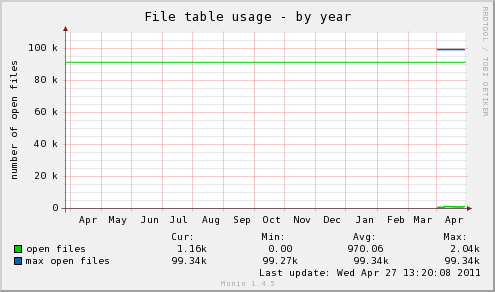 File table usage - by year
RRDTOOL / TOBI OETIKER
number of open files
100 k
80 k
60 k
40 k
20 k
0
Apr May Jun Jul Aug Sep Oct Nov Dec Jan Feb Mar Apr
Cur: Min: Avg: Max:
open files 1.16k 0.00 970.06 2.04k
max open files 99.34k 99.27k 99.34k 99.34k
Last update: Wed Apr 27 13:20:08 2011
Munin 1.4.5